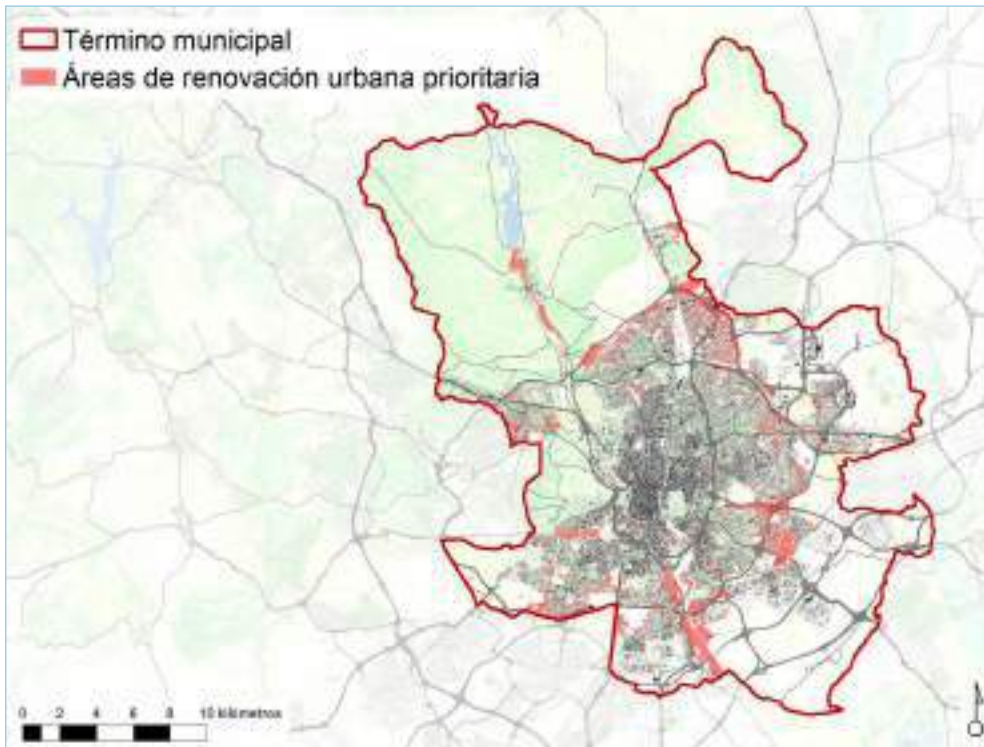 Término municipal
Áreas de renovación urbana prioritaria
0 2 4 6 8 10 kilómetros